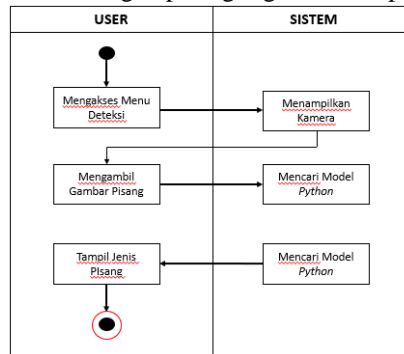 USER
SISTEM
Mengakses Menu
Deteksi
Menampilkan
Kamera
Mengambil
Gambar Pisang
Mencari Model
Python
Tampil Jenis
PIsang
Mencari Model
Python